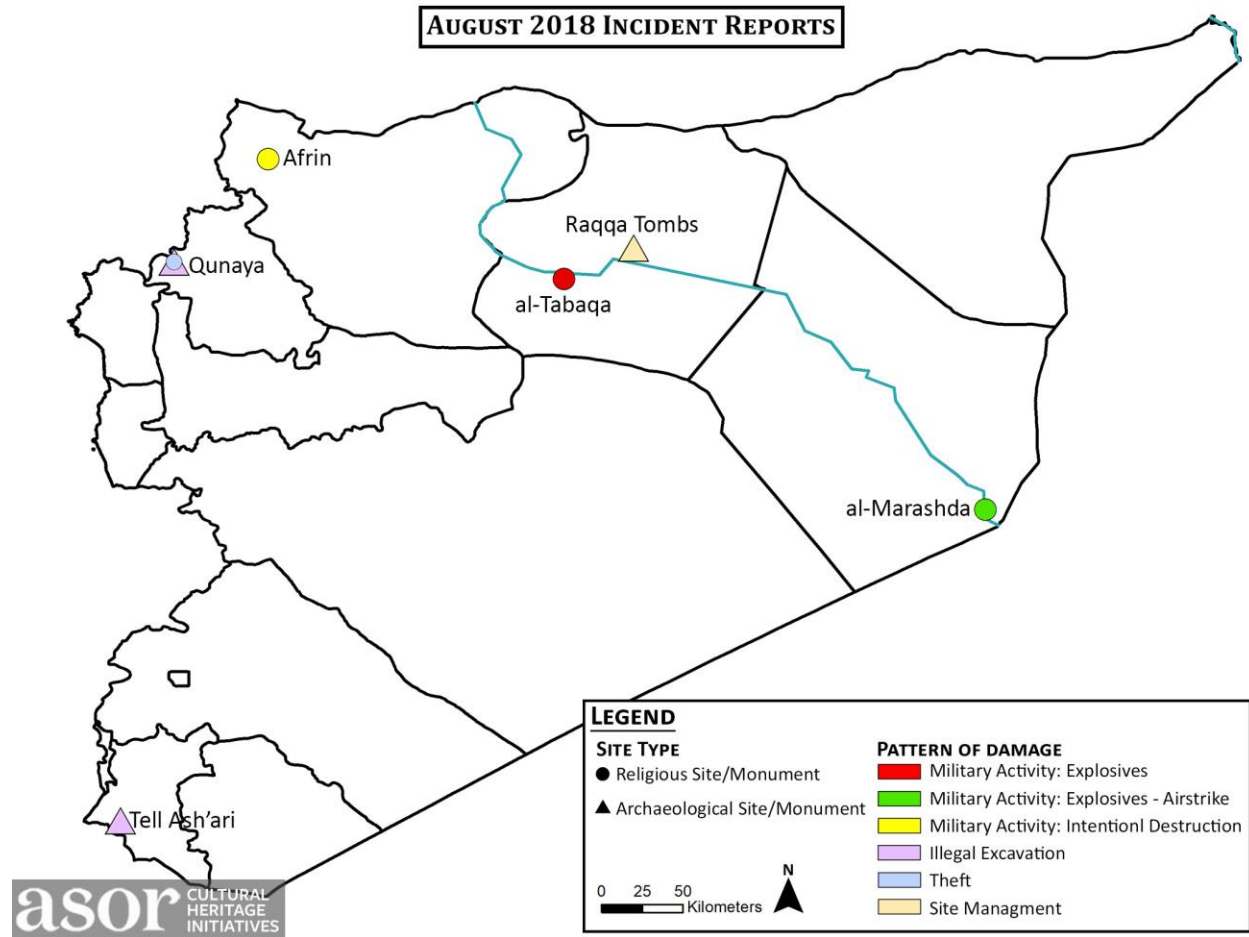 AUGUST 2018 INCIDENT REPORTS
Afrin
Raqqa Tombs
Qunaya
al-Tabaqa
al-Marashda
Tell Ash'ari
LEGEND
SITE TYPE
Religious Site/Monument
Archaeological Site/Monument
PATTERN OF DAMAGE
Military Activity: Explosives
Military Activity: Explosives - Airstrike
Military Activity: Intentionl Destruction
Illegal Excavation
Theft
Site Managment
0 25 50
Kilometers
N
asor CULTURAL
HERITAGE
INITIATIVES